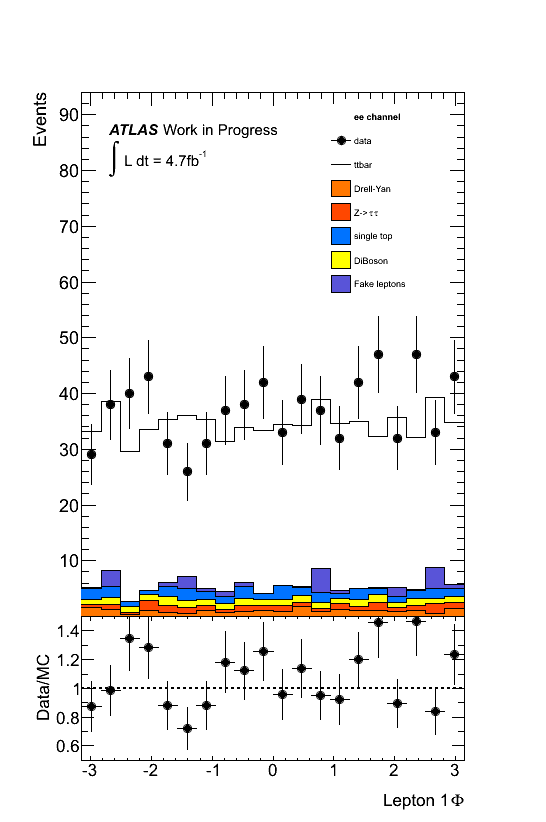 Events
90
80
70
60
50
40
30
20
10
ATLAS Work in Progress
∫ L dt = 4.7fb⁻¹
ee channel
data
ttbar
Drell-Yan
Z->ττ
single top
DiBoson
Fake leptons
Data/MC
1.4
1.2
1
0.8
0.6
-3 -2 -1 0 1 2 3
Lepton 1 Φ